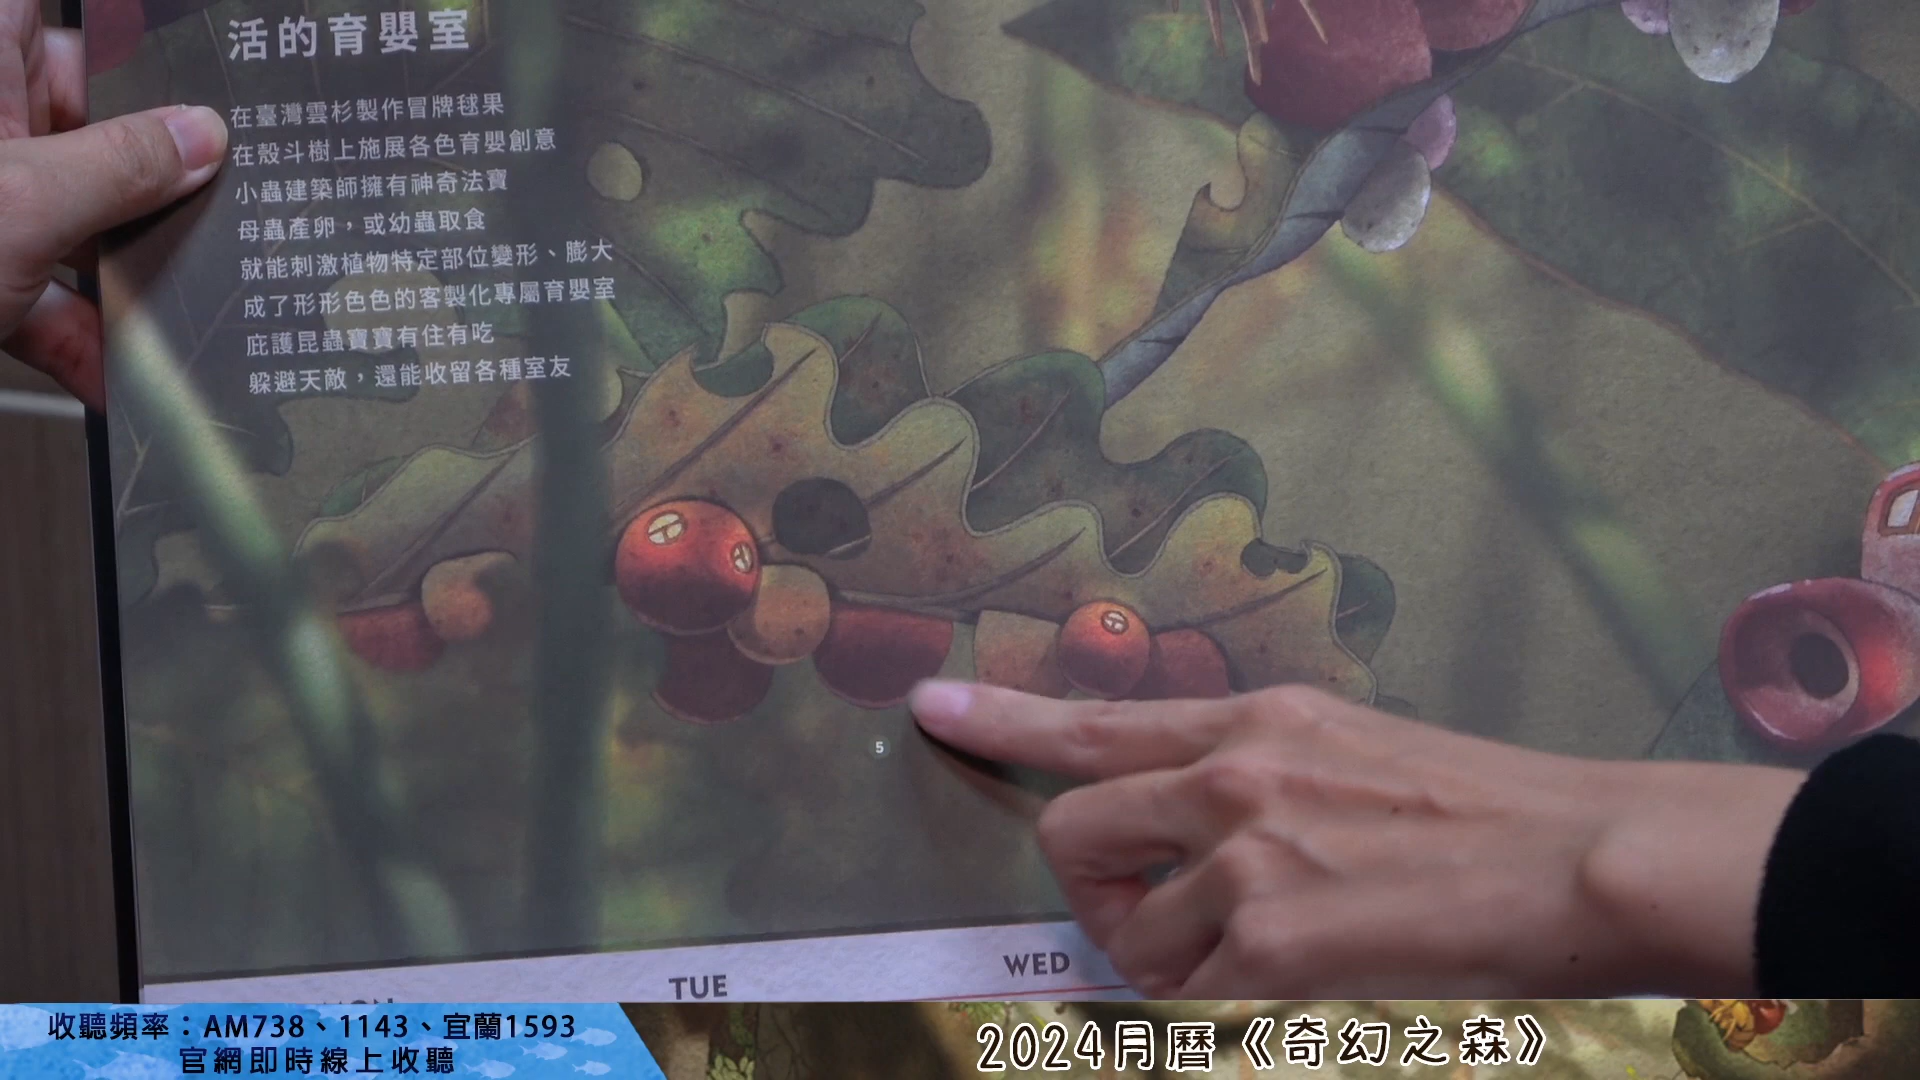 活的育嬰室
在臺灣雲杉製作冒牌毬果
在殼斗樹上施展各色育嬰創意
小蟲建築師擁有神奇法寶
母蟲產卵，或幼蟲取食
就能刺激植物特定部位變形、膨大
成了形形色色的客製化專屬育嬰室
庇護昆蟲寶寶有住有吃
躲避天敵，還能收留各種室友
5
MON
TUE
WED
收聽頻率：AM738、1143、宜蘭1593
官網即時線上收聽
2024月曆《奇幻之森》